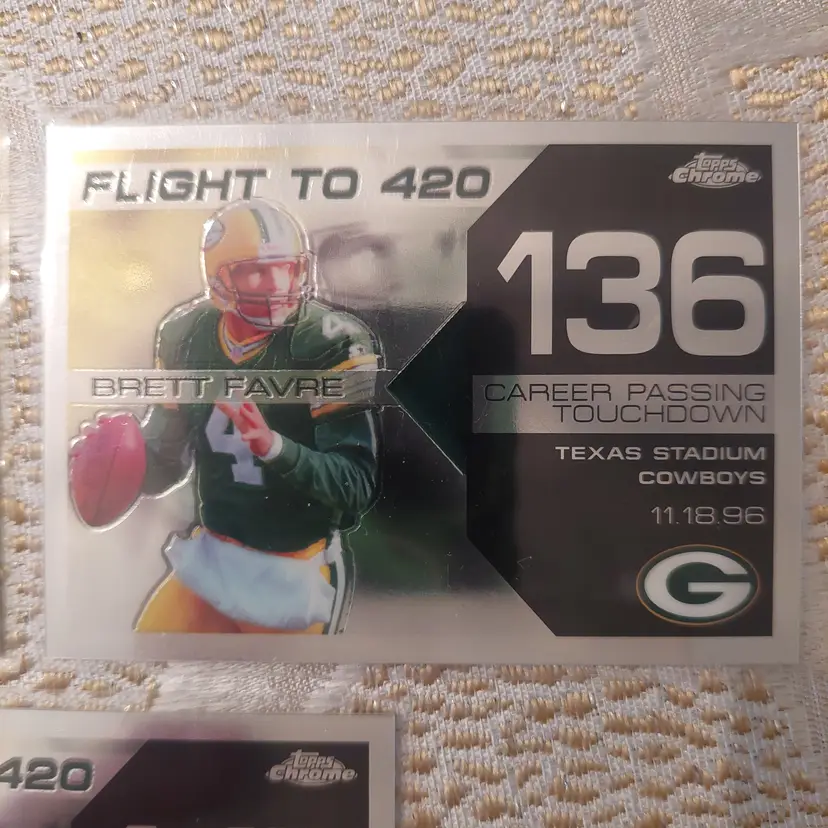 FLIGHT TO 420
Topps
Chrome
136
4
BRETT FAVRE
CAREER PASSING
TOUCHDOWN
4
TEXAS STADIUM
COWBOYS
11.18.96
G
420
Topps
Chrome